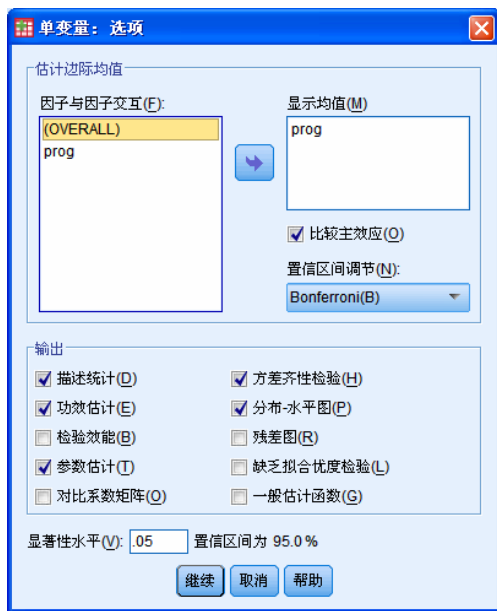 单变量：选项
估计边际均值
因子与因子交互(F):
(OVERALL)
prog
显示均值(M)
prog
比较主效应(O)
置信区间调节(N):
Bonferroni(B)
输出
描述统计(D)
方差齐性检验(H)
功效估计(E)
分布-水平图(P)
检验效能(B)
残差图(R)
参数估计(T)
缺乏拟合优度检验(L)
对比系数矩阵(O)
一般估计函数(G)
显著性水平(V): .05 置信区间为 95.0%
继续 取消 帮助